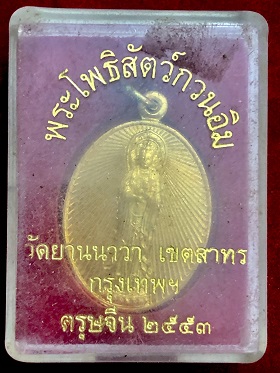 พระโพธิสัตว์กวนอิม
วัดยานนาวา เขตสาทร
กรุงเทพฯ
ตรุษจีน ๒๕๕๓